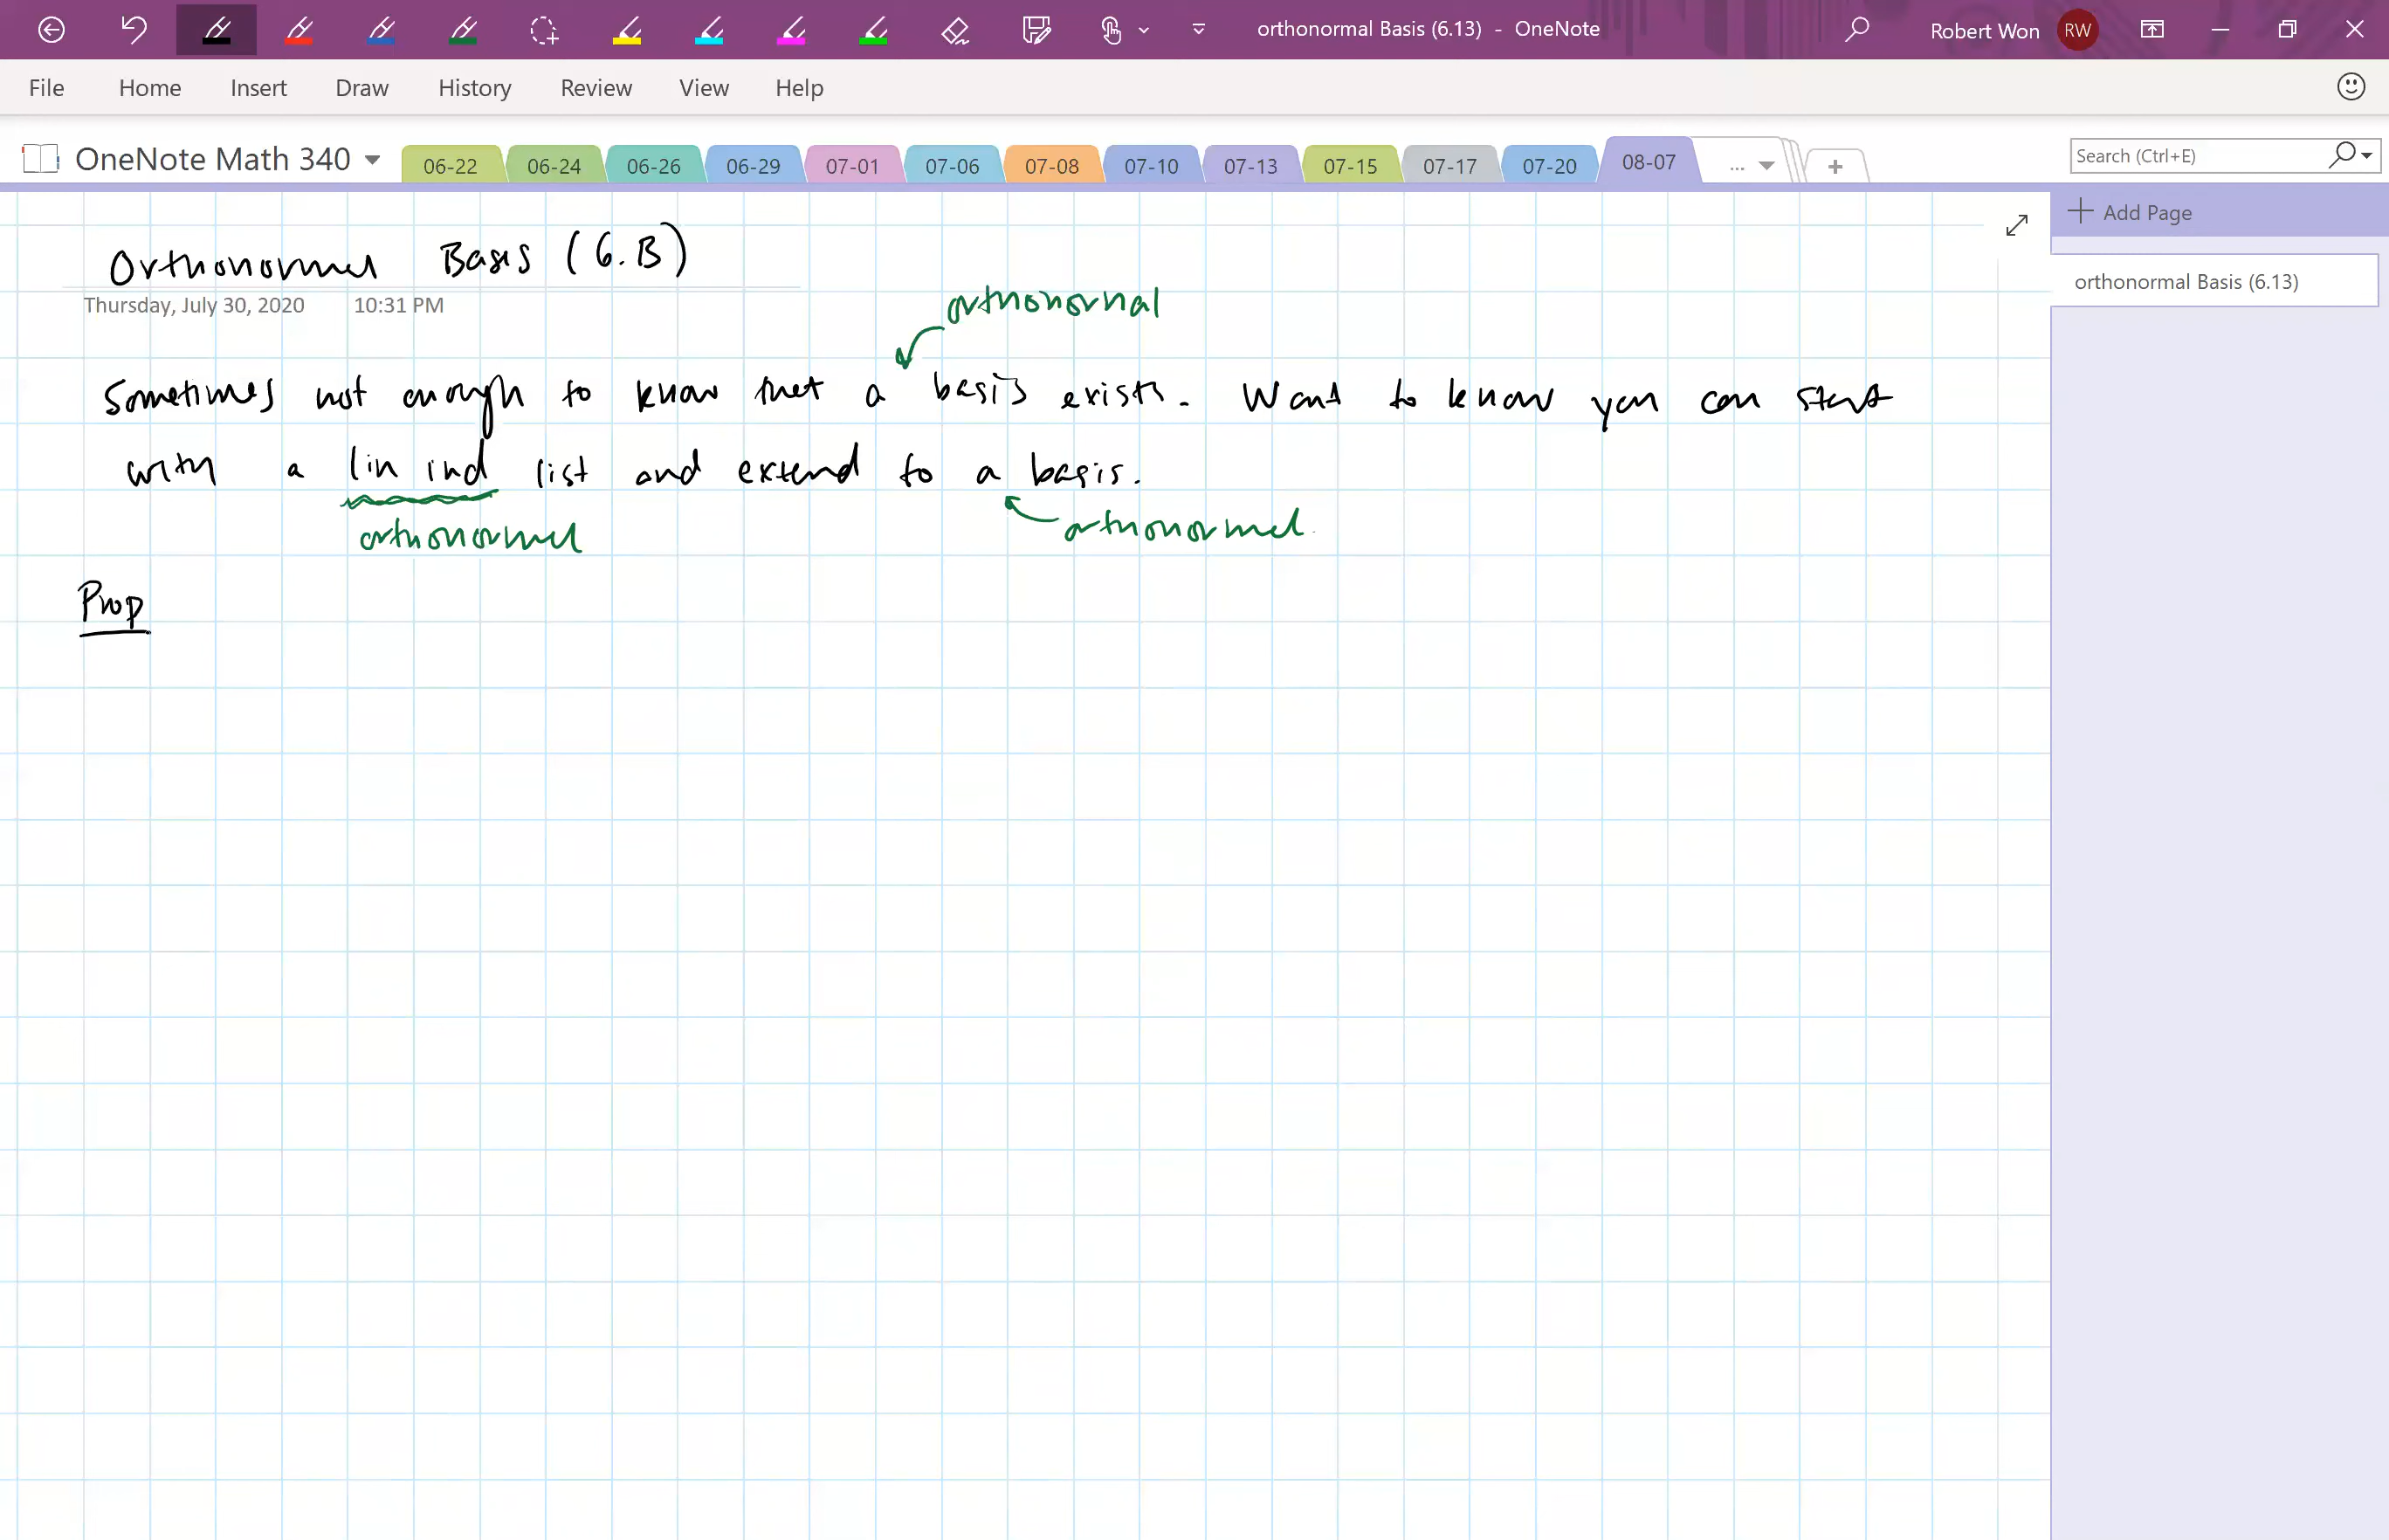 orthonormal Basis (6.13) - OneNote
Robert Won RW
File Home Insert Draw History Review View Help
OneNote Math 340
06-22 06-24 06-26 06-29 07-01 07-06 07-08 07-10 07-13 07-15 07-17 07-20 08-07 ... +
Search (Ctrl+E)
Add Page
orthonormal Basis (6.13)
Orthonormal Basis (6.B)
Thursday, July 30, 2020 10:31 PM
orthonormal
Sometimes not enough to know that a basis exists. Want to know you can start
with a lin ind list and extend to a basis.
orthonormal orthonormal.
Prop